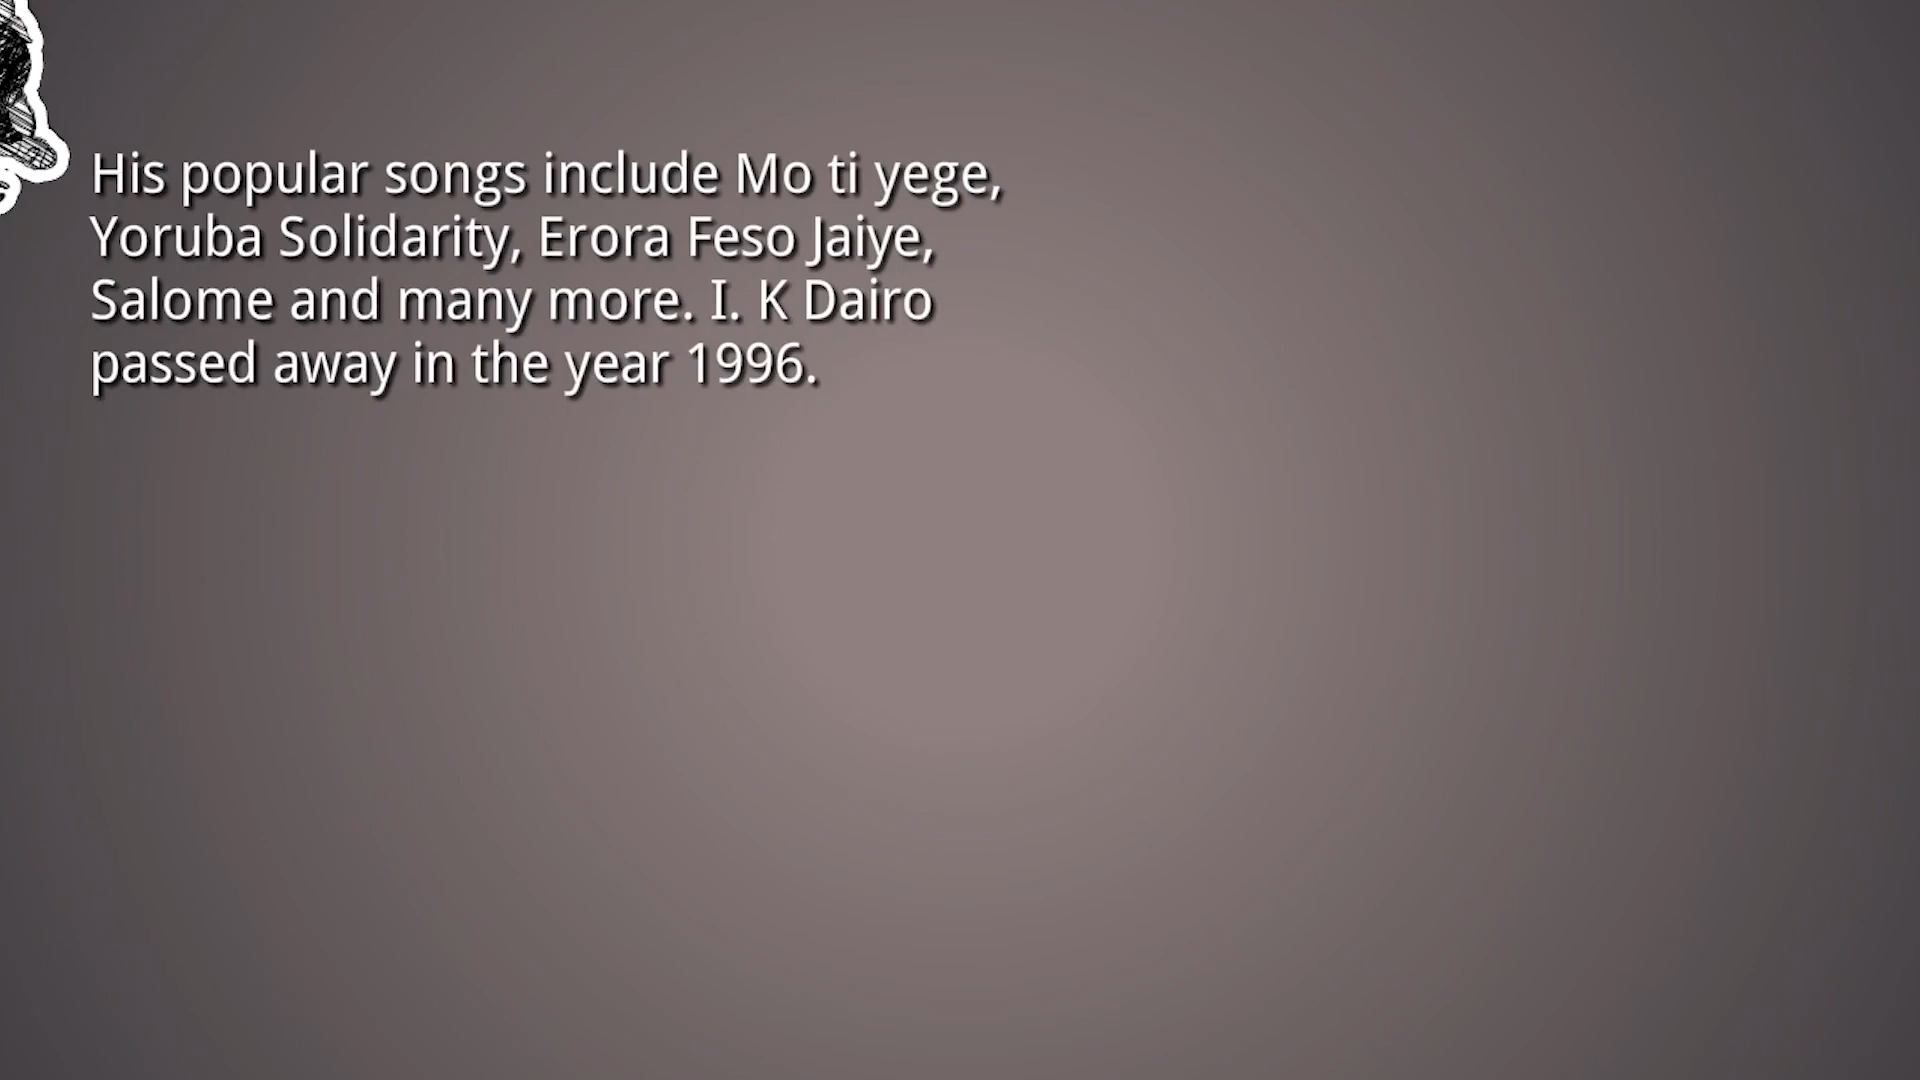 His popular songs include Mo ti yege,
Yoruba Solidarity, Erora Feso Jaiye,
Salome and many more. I. K Dairo
passed away in the year 1996.